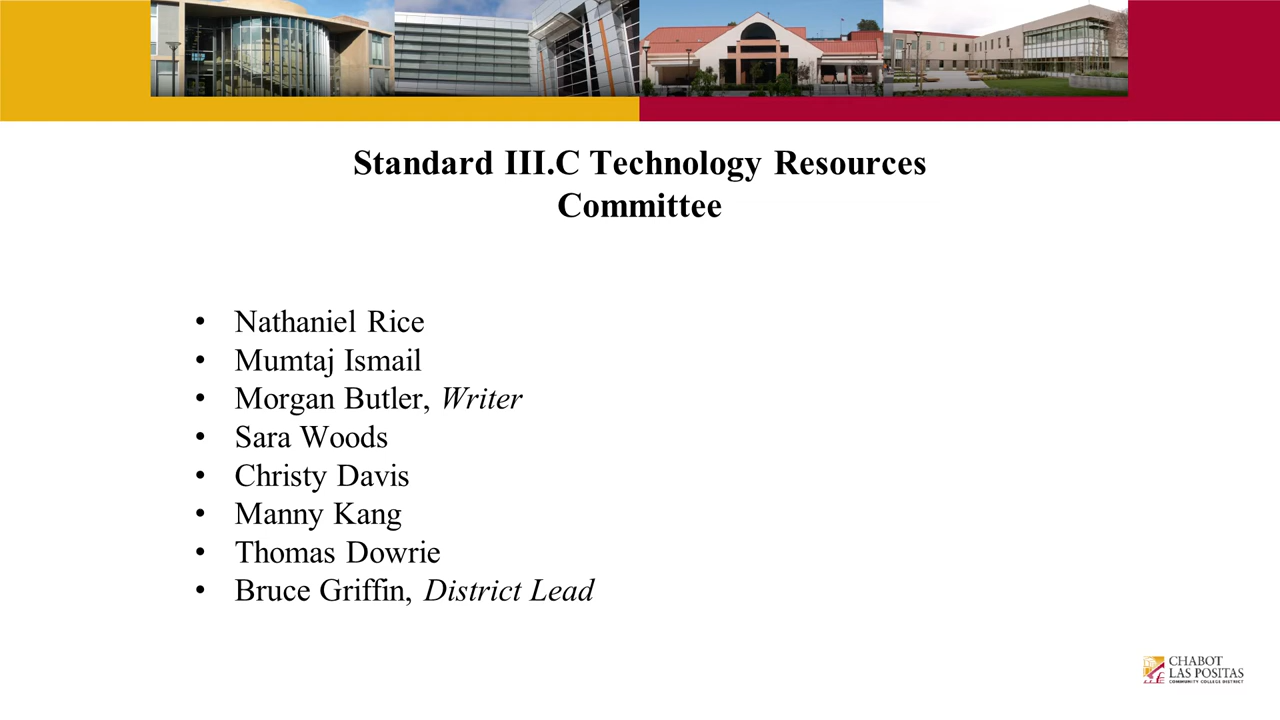 Standard III.C Technology Resources
Committee
• Nathaniel Rice
• Mumtaj Ismail
• Morgan Butler, Writer
• Sara Woods
• Christy Davis
• Manny Kang
• Thomas Dowrie
• Bruce Griffin, District Lead
CHABOT
LAS POSITAS
COMMUNITY COLLEGE DISTRICT